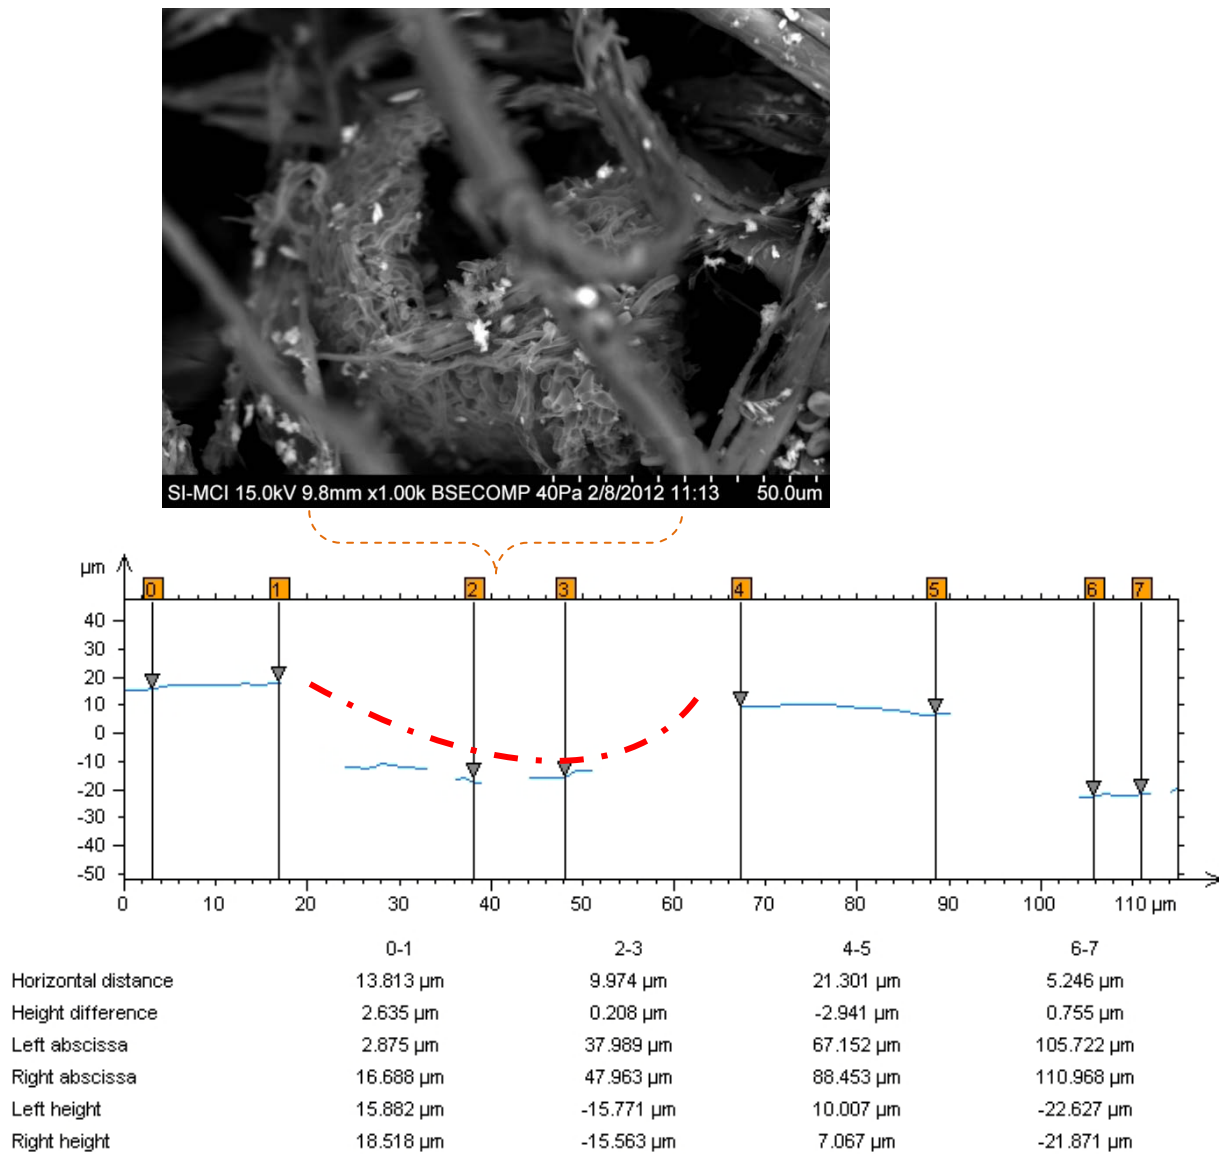 SI-MCI 15.0kV 9.8mm x1.00k BSECOMP 40Pa 2/8/2012 11:13 50.0um
µm
0 1 2 3 4 5 6 7
40
30
20
10
0
-10
-20
-30
-40
-50
0 10 20 30 40 50 60 70 80 90 100 110 µm
0-1 2-3 4-5 6-7
Horizontal distance 13.813 µm 9.974 µm 21.301 µm 5.246 µm
Height difference 2.635 µm 0.208 µm -2.941 µm 0.755 µm
Left abscissa 2.875 µm 37.989 µm 67.152 µm 105.722 µm
Right abscissa 16.688 µm 47.963 µm 88.453 µm 110.968 µm
Left height 15.882 µm -15.771 µm 10.007 µm -22.627 µm
Right height 18.518 µm -15.563 µm 7.067 µm -21.871 µm